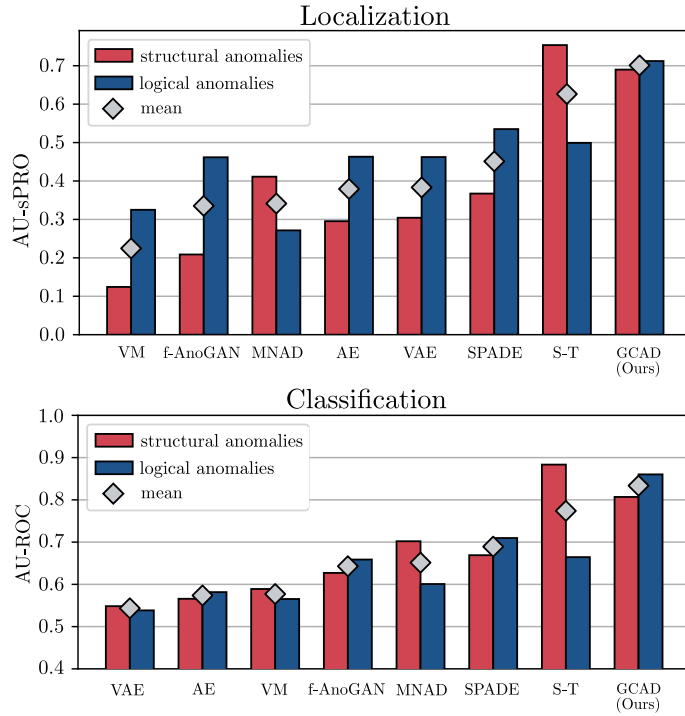 Localization
structural anomalies
logical anomalies
mean
AU-sPRO
0.7
0.6
0.5
0.4
0.3
0.2
0.1
0.0
VM f-AnoGAN MNAD AE VAE SPADE S-T GCAD
(Ours)
Classification
structural anomalies
logical anomalies
mean
AU-ROC
1.0
0.9
0.8
0.7
0.6
0.5
0.4
VAE AE VM f-AnoGAN MNAD SPADE S-T GCAD
(Ours)